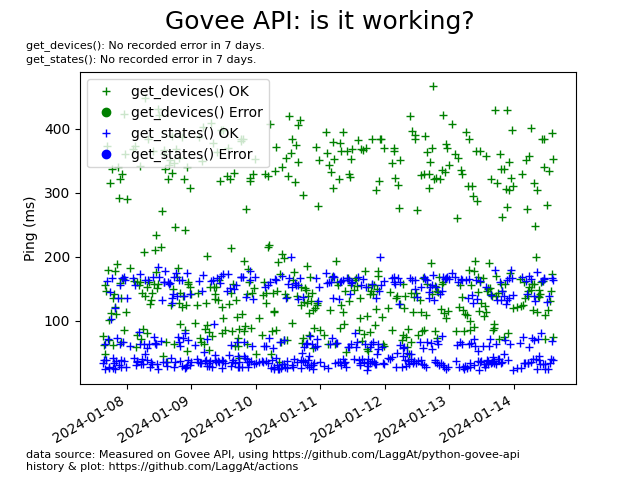 Govee API: is it working?
get_devices(): No recorded error in 7 days.
get_states(): No recorded error in 7 days.
get_devices() OK
get_devices() Error
get_states() OK
get_states() Error
400
300
200
100
Ping (ms)
2024-01-08
2024-01-09
2024-01-10
2024-01-11
2024-01-12
2024-01-13
2024-01-14
data source: Measured on Govee API, using https://github.com/LaggAt/python-govee-api
history & plot: https://github.com/LaggAt/actions